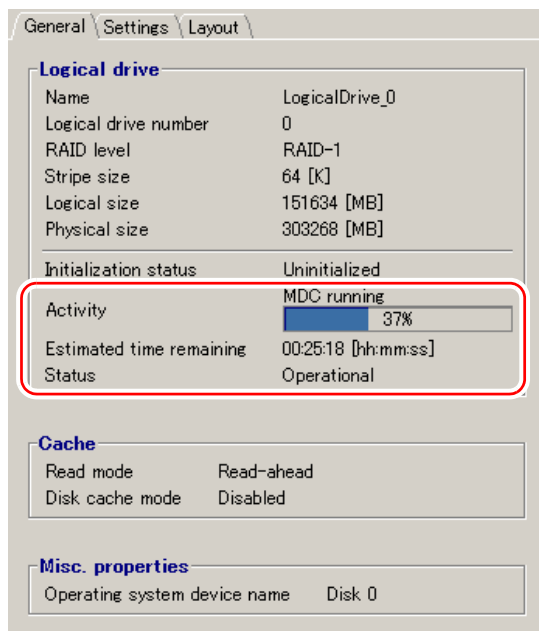 General Settings Layout
Logical drive
Name LogicalDrive_0
Logical drive number 0
RAID level RAID-1
Stripe size 64 [K]
Logical size 151634 [MB]
Physical size 303268 [MB]
Initialization status Uninitialized
MDC running
Activity 37%
Estimated time remaining 00:25:18 [hh:mm:ss]
Status Operational
Cache
Read mode Read-ahead
Disk cache mode Disabled
Misc. properties
Operating system device name Disk 0